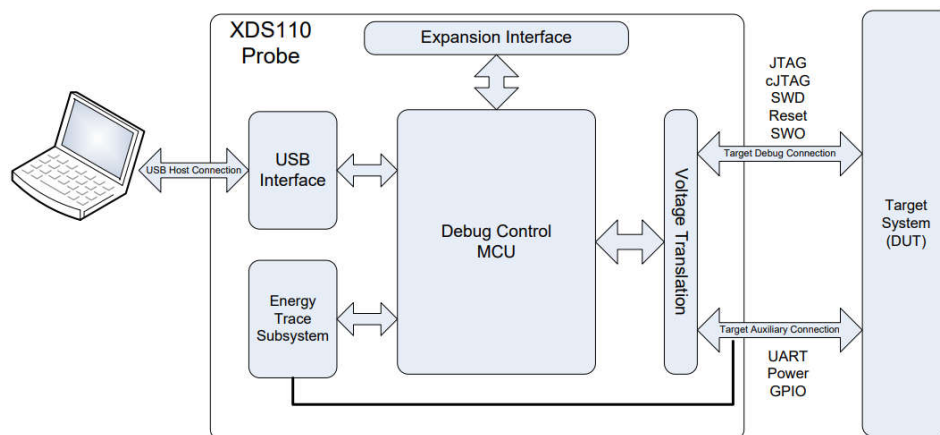 XDS110
Probe
Expansion Interface
JTAG
cJTAG
SWD
Reset
SWO
USB Host Connection
USB
Interface
Debug Control
MCU
Voltage Translation
Target Debug Connection
Target
System
(DUT)
Energy
Trace
Subsystem
Target Auxiliary Connection
UART
Power
GPIO